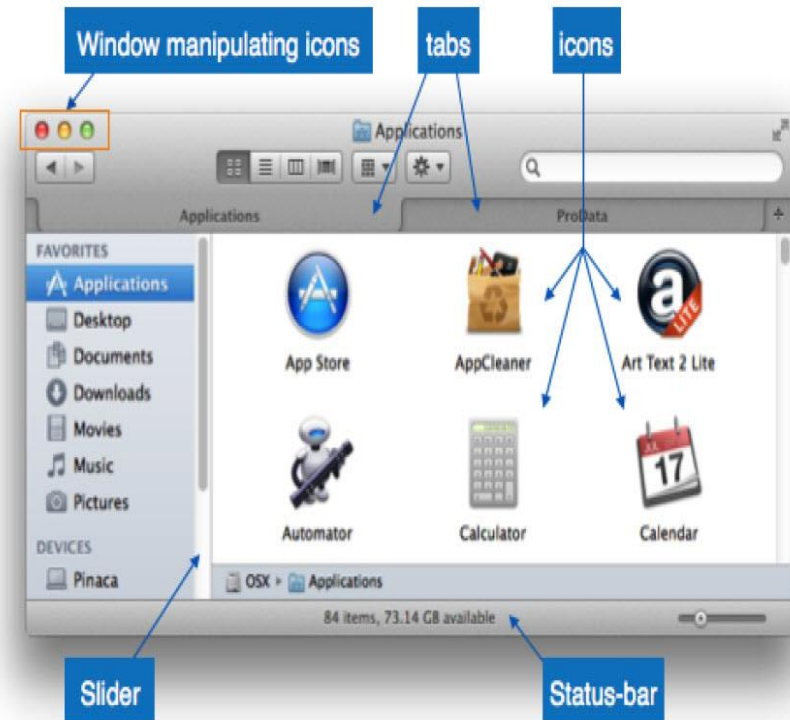 Window manipulating icons
tabs
icons
Applications
Applications
ProData
FAVORITES
Applications
Desktop
Documents
Downloads
Movies
Music
Pictures
DEVICES
Pinaca
App Store
AppCleaner
Art Text 2 Lite
LITE
Automator
Calculator
JUL
17
Calendar
OSX ▸ Applications
84 items, 73.14 GB available
Slider
Status-bar